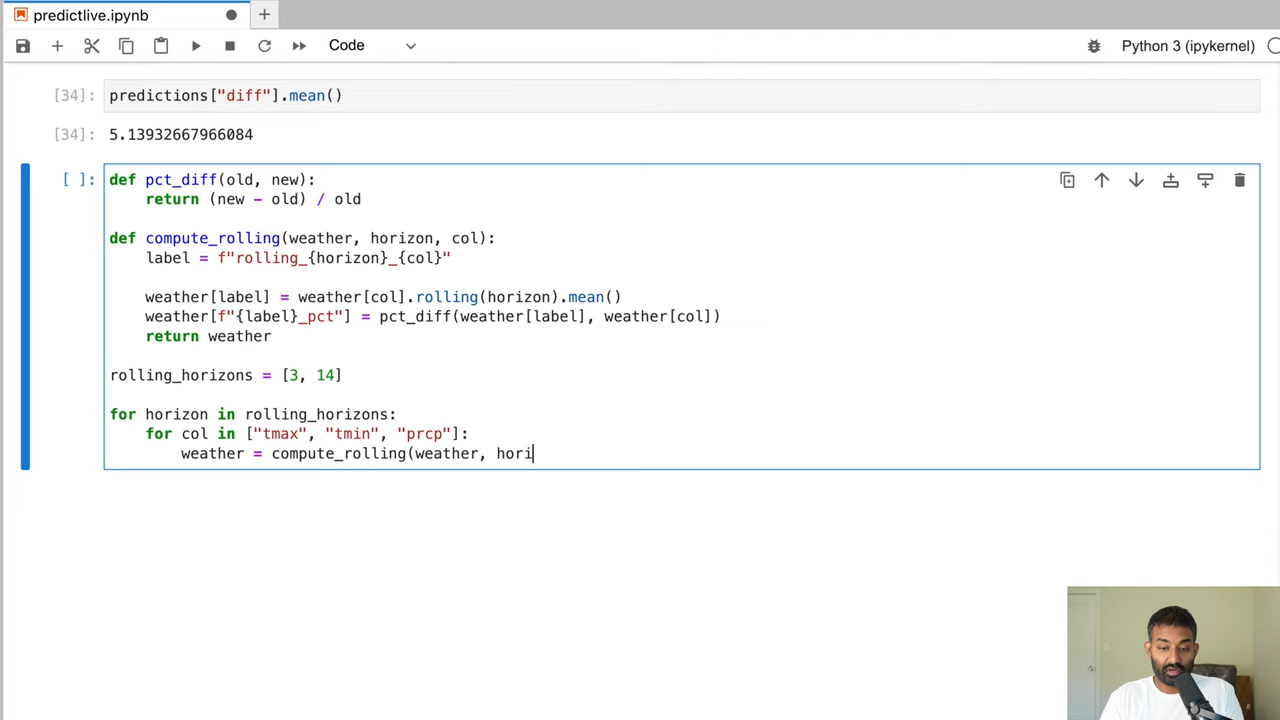 predictlive.ipynb
Code
Python 3 (ipykernel)
[34]: predictions["diff"].mean()
[34]: 5.13932667966084
[ ]: def pct_diff(old, new):
    return (new - old) / old
def compute_rolling(weather, horizon, col):
    label = f"rolling_{horizon}_{col}"
    weather[label] = weather[col].rolling(horizon).mean()
    weather[f"{label}_pct"] = pct_diff(weather[label], weather[col])
    return weather
rolling_horizons = [3, 14]
for horizon in rolling_horizons:
    for col in ["tmax", "tmin", "prcp"]:
        weather = compute_rolling(weather, hori